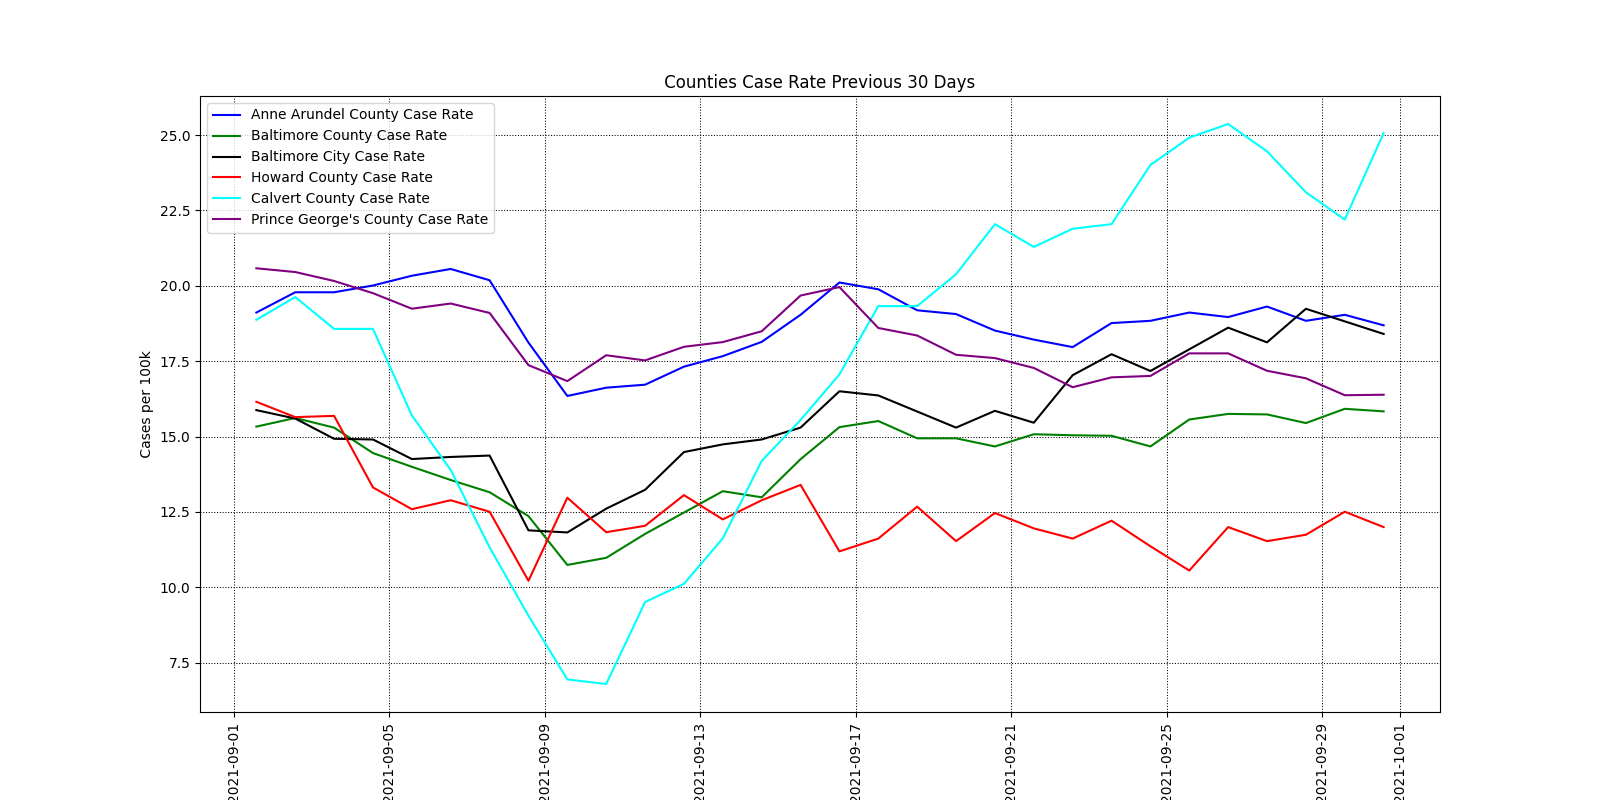 Counties Case Rate Previous 30 Days
Anne Arundel County Case Rate
Baltimore County Case Rate
Baltimore City Case Rate
Howard County Case Rate
Calvert County Case Rate
Prince George's County Case Rate
Cases per 100k
25.0
22.5
20.0
17.5
15.0
12.5
10.0
7.5
2021-09-01
2021-09-05
2021-09-09
2021-09-13
2021-09-17
2021-09-21
2021-09-25
2021-09-29
2021-10-01